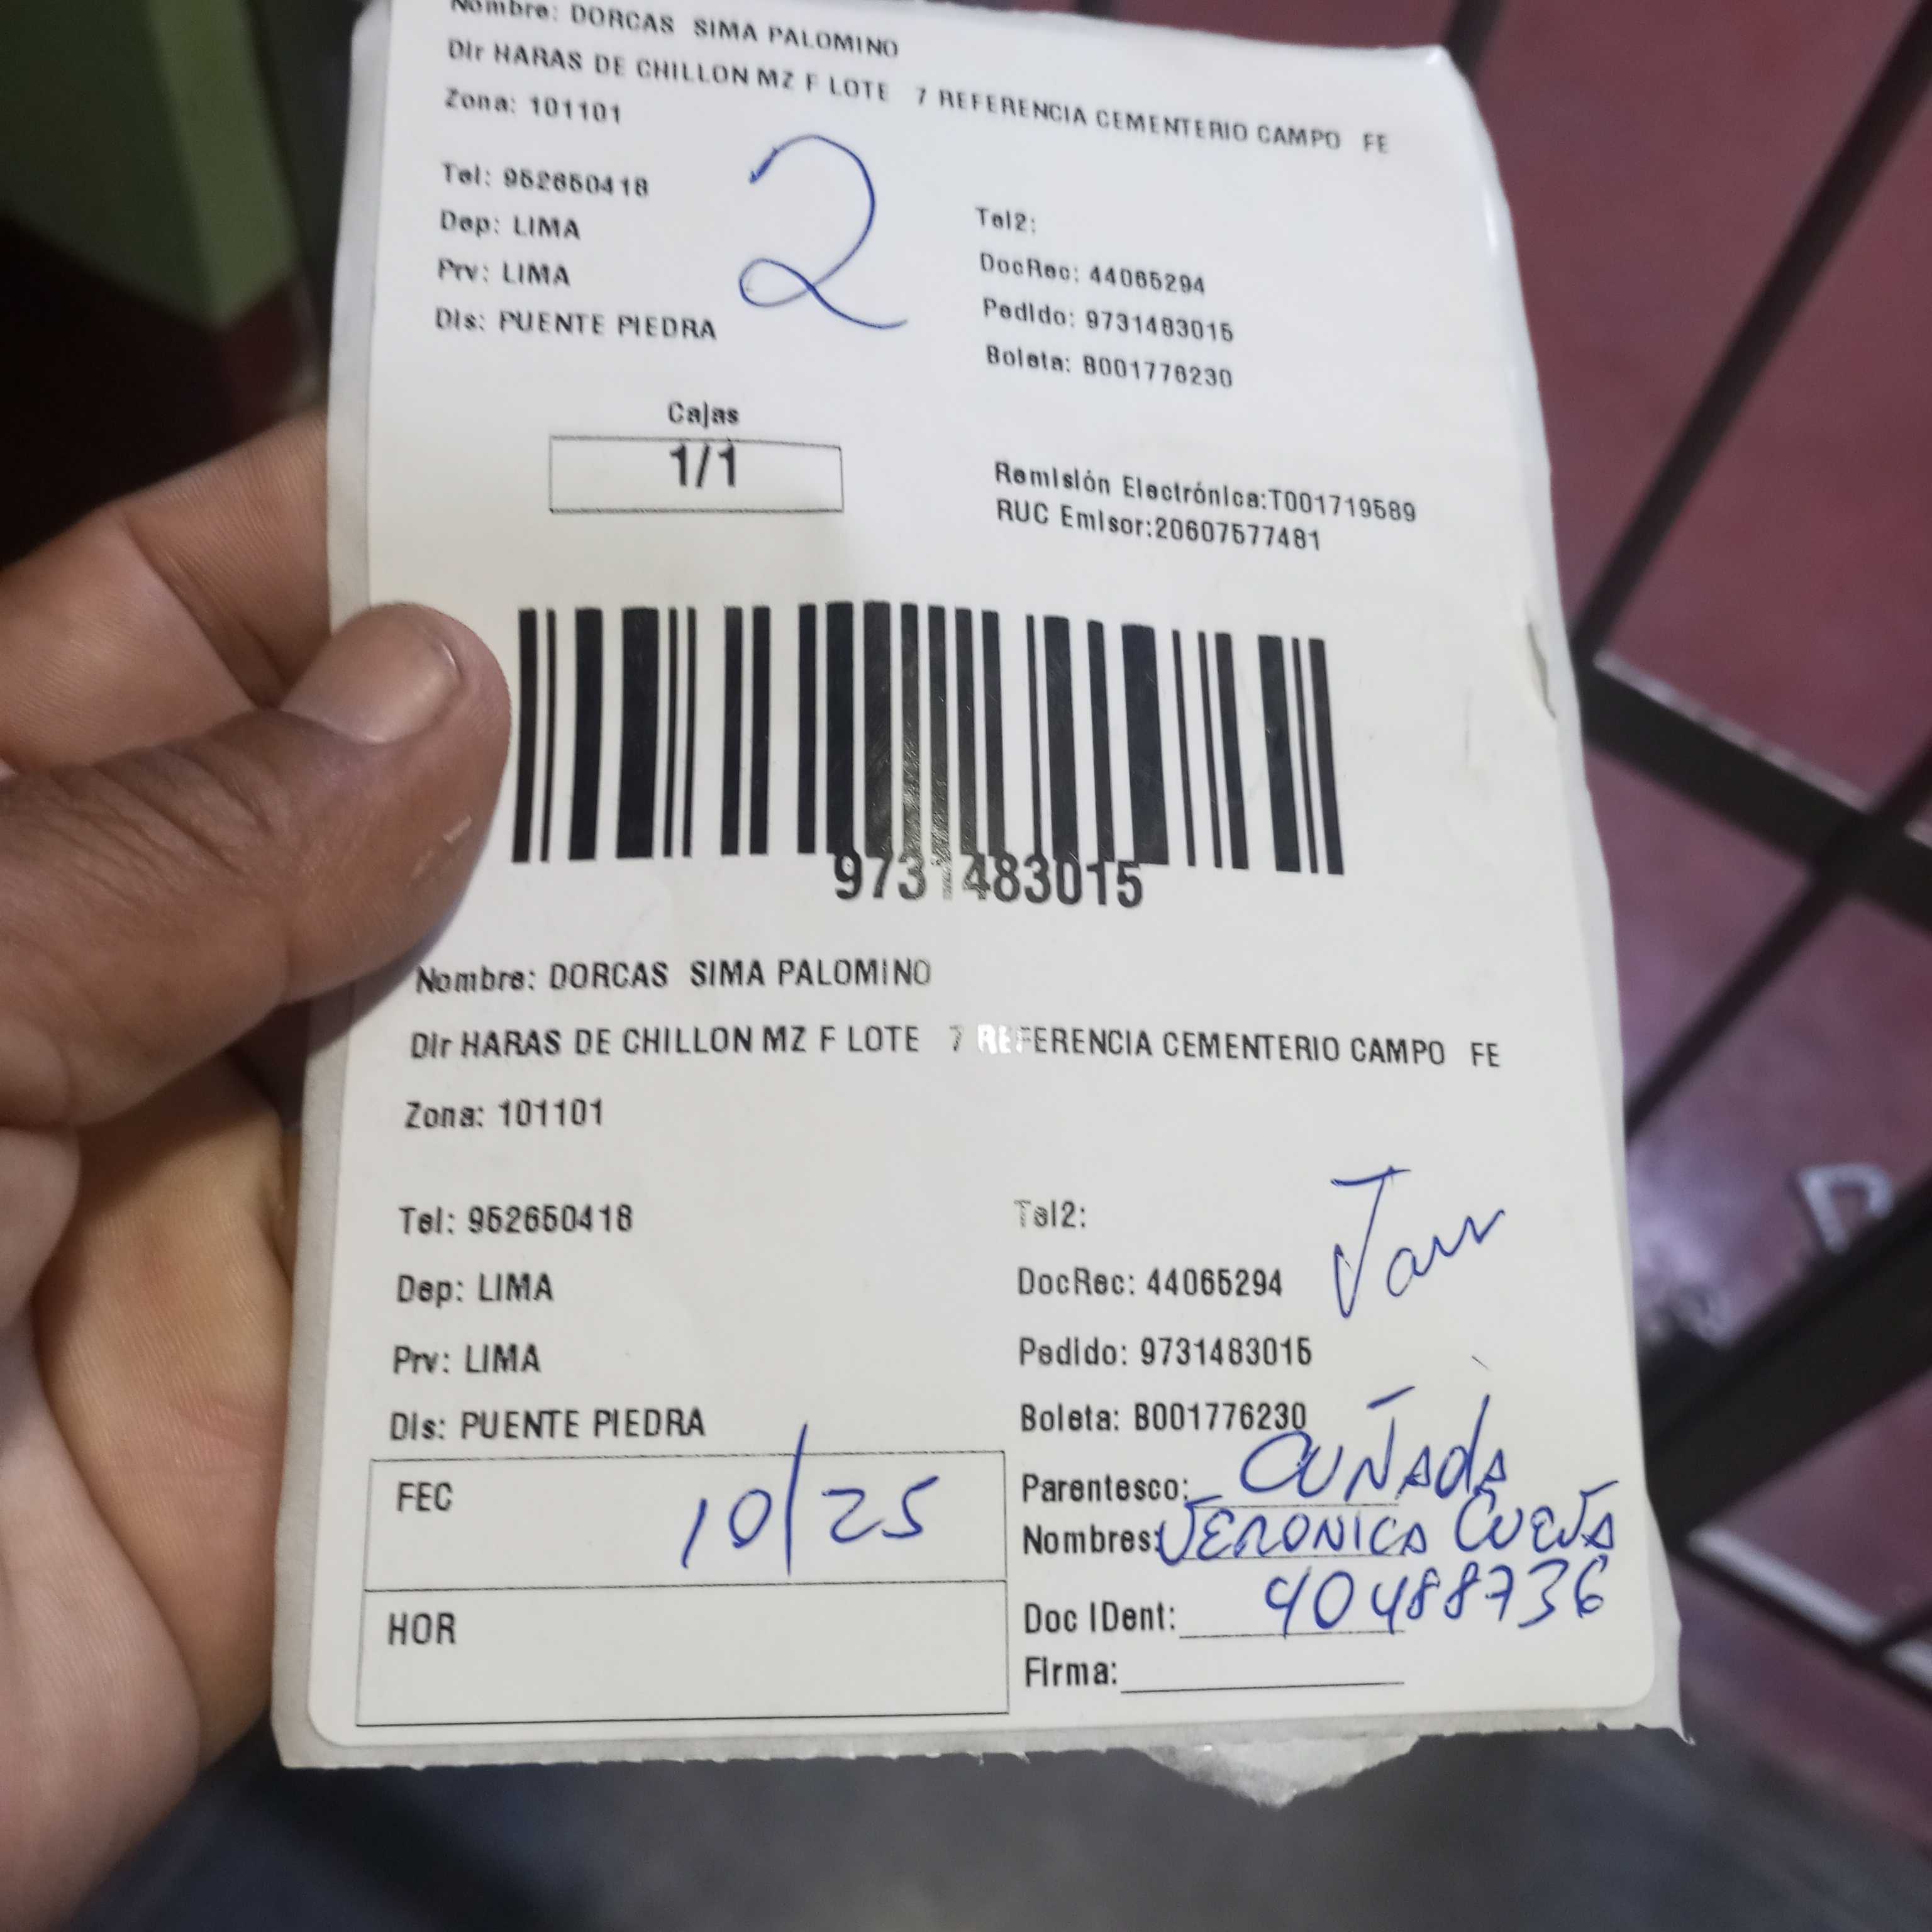 Nombre: DORCAS SIMA PALOMINO
Dir HARAS DE CHILLON MZ F LOTE 7 REFERENCIA CEMENTERIO CAMPO FE
Zona: 101101
2
Tel: 952650418
Dep: LIMA
Prv: LIMA
Dis: PUENTE PIEDRA
Tel2:
DocRec: 44065294
Pedido: 9731483015
Boleta: B001776230
Cajas
1/1
Remisión Electrónica:T001719589
RUC Emisor:20607577481
9731483015
Nombre: DORCAS SIMA PALOMINO
Dir HARAS DE CHILLON MZ F LOTE 7 REFERENCIA CEMENTERIO CAMPO FE
Zona: 101101
Tel: 952650418
Dep: LIMA
Prv: LIMA
Dis: PUENTE PIEDRA
Tel2:
DocRec: 44065294
Pedido: 9731483015
Boleta: B001776230
FEC 10/25
HOR
Parentesco: CUÑADA
Nombres: VERONICA CUEVA
Doc IDent: 40488736
Firma: